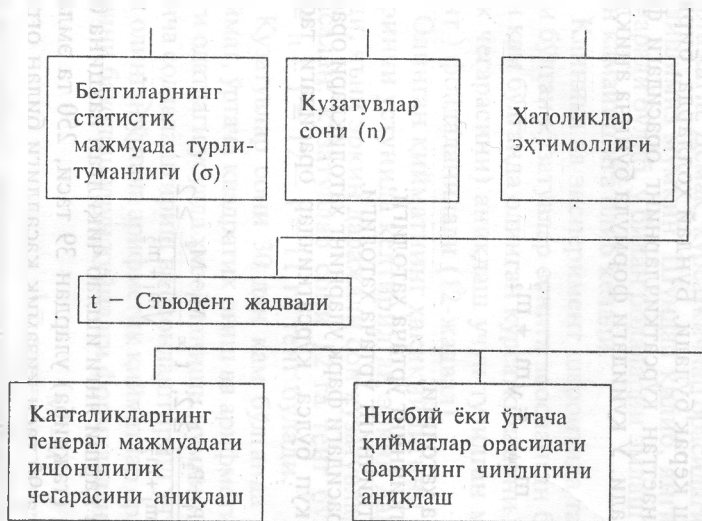 Белгиларнинг
статистик
мажмуада турли-
туманлиги (σ)
Кузатувлар
сони (n)
Хатоликлар
эҳтимоллиги
t – Стьюдент жадвали
Катталикларнинг
генерал мажмуадаги
ишончлилик
чегарасини аниқлаш
Нисбий ёки ўртача
қийматлар орасидаги
фарқнинг чинлигини
аниқлаш